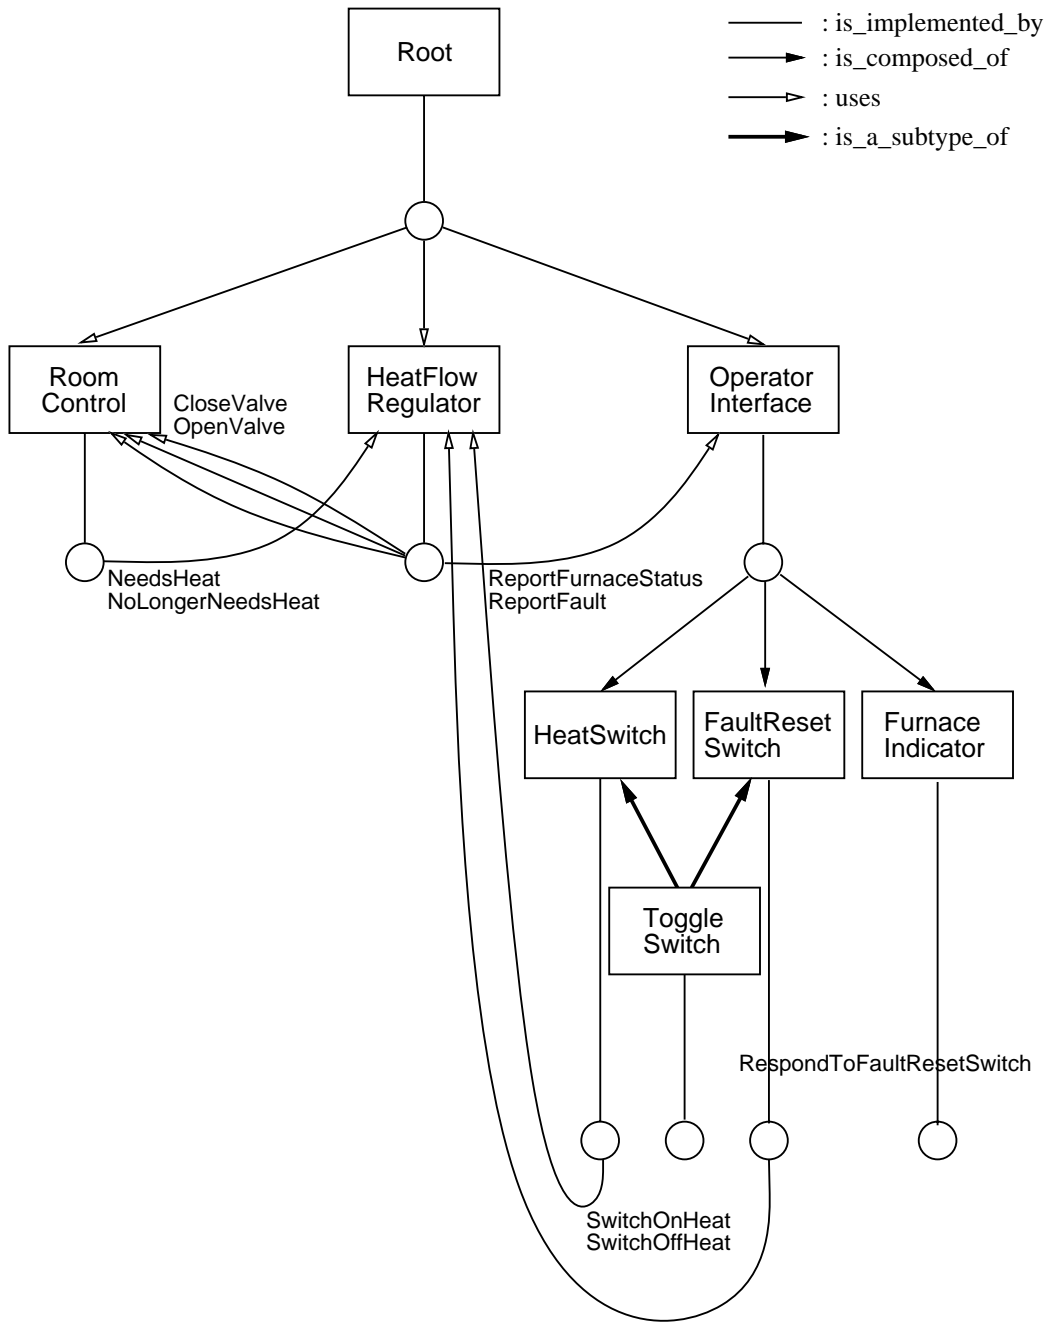 Root
: is_implemented_by
: is_composed_of
: uses
: is_a_subtype_of
Room
Control
HeatFlow
Regulator
Operator
Interface
CloseValve
OpenValve
NeedsHeat
NoLongerNeedsHeat
ReportFurnaceStatus
ReportFault
HeatSwitch
FaultReset
Switch
Furnace
Indicator
Toggle
Switch
RespondToFaultResetSwitch
SwitchOnHeat
SwitchOffHeat